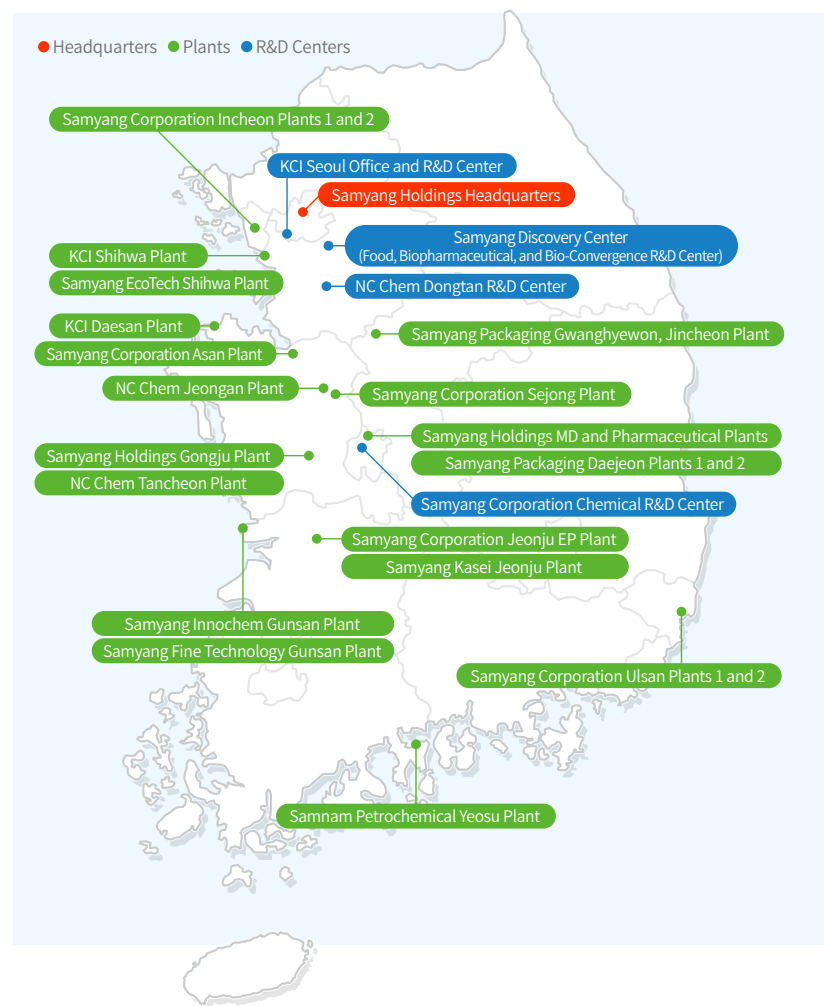 Headquarters Plants R&D Centers
Samyang Corporation Incheon Plants 1 and 2
KCI Seoul Office and R&D Center
Samyang Holdings Headquarters
Samyang Discovery Center
(Food, Biopharmaceutical, and Bio-Convergence R&D Center)
KCI Shihwa Plant
Samyang EcoTech Shihwa Plant
NC Chem Dongtan R&D Center
KCI Daesan Plant
Samyang Packaging Gwanghyewon, Jincheon Plant
Samyang Corporation Asan Plant
NC Chem Jeongan Plant
Samyang Corporation Sejong Plant
Samyang Holdings MD and Pharmaceutical Plants
Samyang Packaging Daejeon Plants 1 and 2
Samyang Holdings Gongju Plant
NC Chem Tancheon Plant
Samyang Corporation Chemical R&D Center
Samyang Corporation Jeonju EP Plant
Samyang Kasei Jeonju Plant
Samyang Innochem Gunsan Plant
Samyang Fine Technology Gunsan Plant
Samyang Corporation Ulsan Plants 1 and 2
Samnam Petrochemical Yeosu Plant